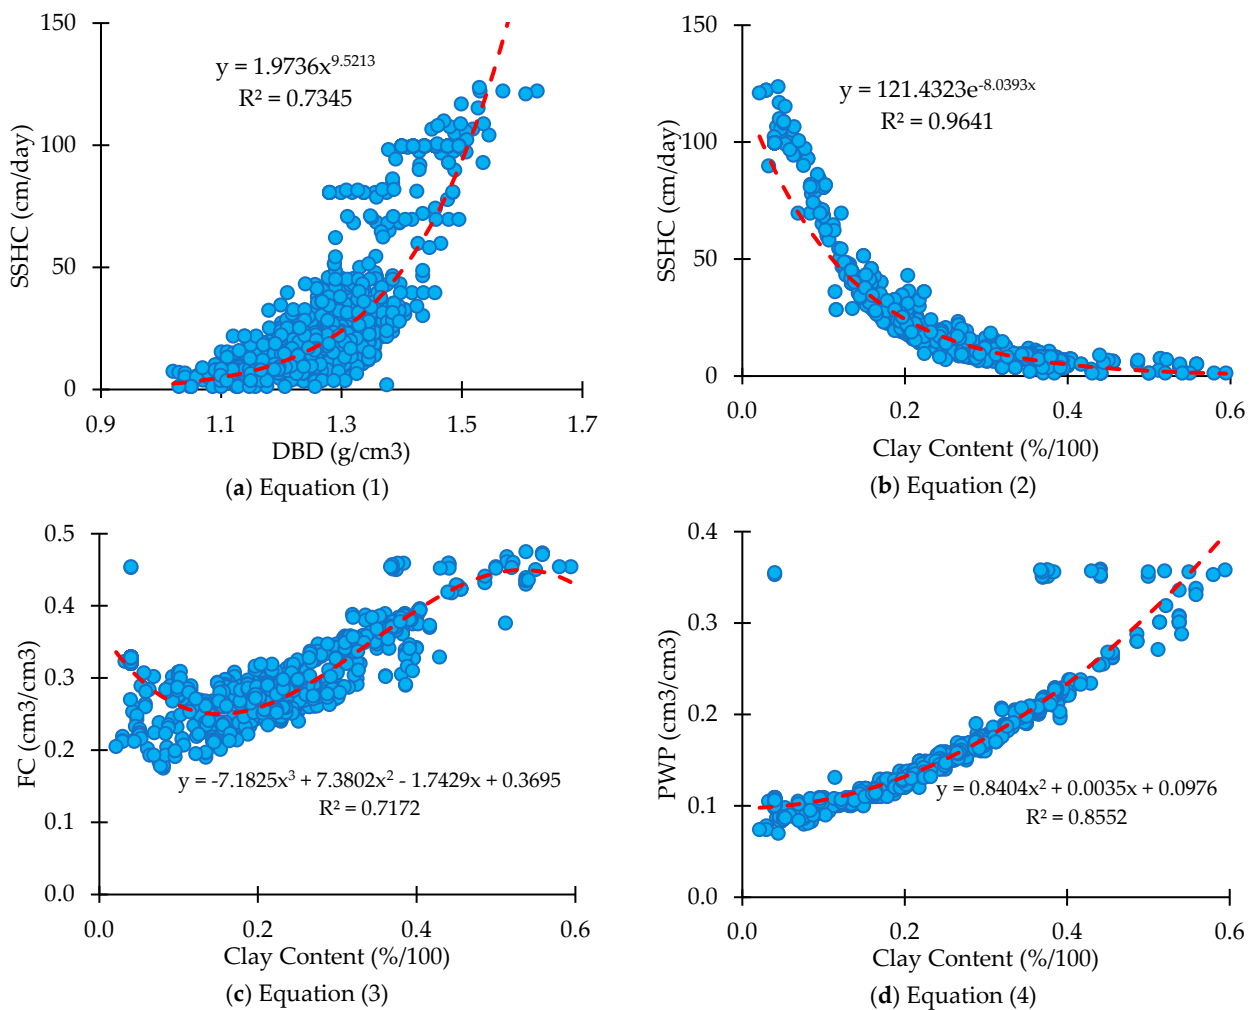 150
100
50
0
SSHC (cm/day)
y = 1.9736x^9.5213
R² = 0.7345
0.9 1.1 1.3 1.5 1.7
DBD (g/cm3)
(a) Equation (1)
150
100
50
0
SSHC (cm/day)
y = 121.4323e^-8.0393x
R² = 0.9641
0.0 0.2 0.4 0.6
Clay Content (%/100)
(b) Equation (2)
0.5
0.4
0.3
0.2
0.1
0.0
FC (cm3/cm3)
y = -7.1825x³ + 7.3802x² - 1.7429x + 0.3695
R² = 0.7172
0.0 0.2 0.4 0.6
Clay Content (%/100)
(c) Equation (3)
0.4
0.3
0.2
0.1
0.0
PWP (cm3/cm3)
y = 0.8404x² + 0.0035x + 0.0976
R² = 0.8552
0.0 0.2 0.4 0.6
Clay Content (%/100)
(d) Equation (4)